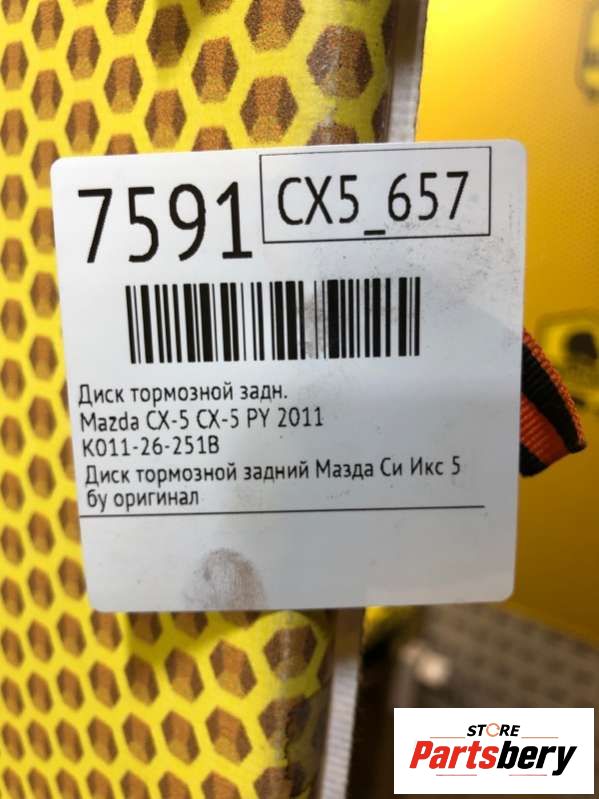 7591
CX5_657
Диск тормозной задн.
Mazda CX-5 CX-5 PY 2011
K011-26-251B
Диск тормозной задний Мазда Си Икс 5
бу оригинал
STORE
Partsbery